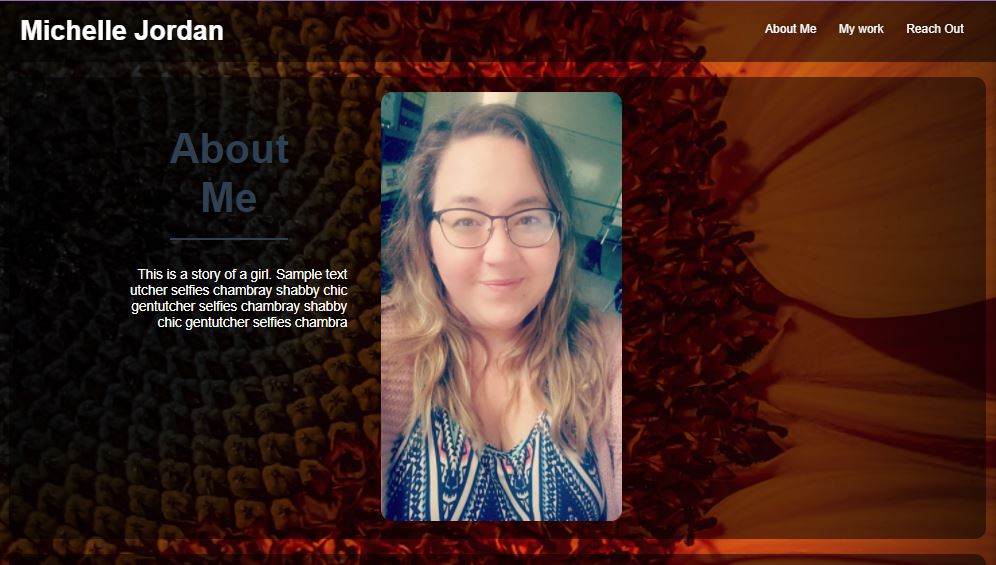 Michelle Jordan
About Me
My work
Reach Out
About
Me
This is a story of a girl. Sample text
utcher selfies chambray shabby chic
gentutcher selfies chambray shabby
chic gentutcher selfies chambra